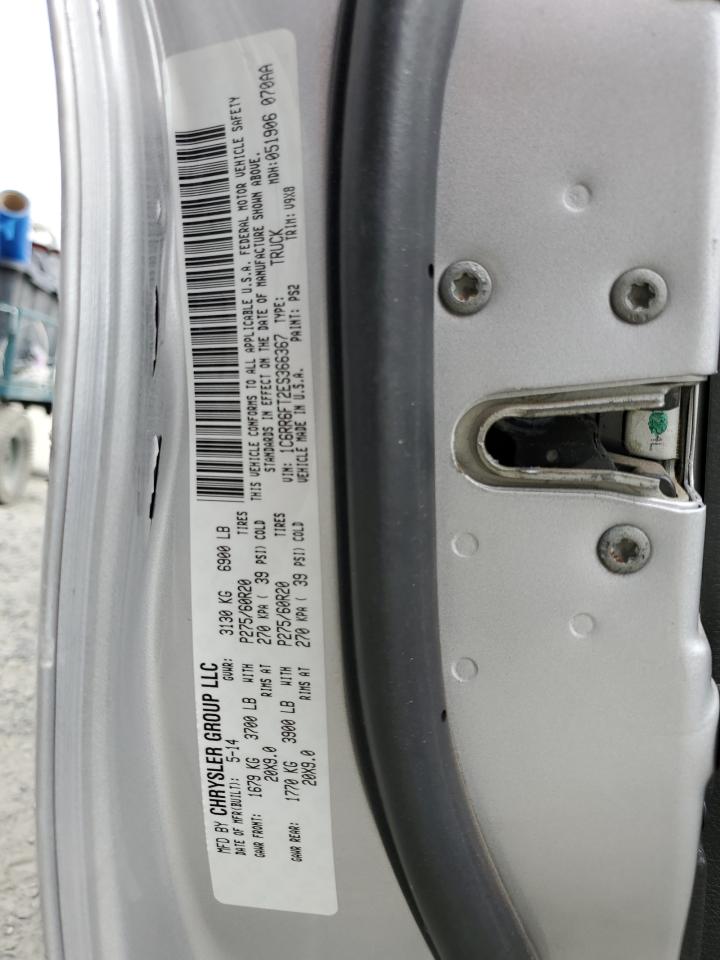 MFD BY CHRYSLER GROUP LLC
DATE OF MFR(BUILT): 5-14 GVWR: 3130 KG 6900 LB
GAWR FRONT: 1679 KG 3700 LB WITH P275/60R20 TIRES
20X9.0 RIMS AT 270 KPA ( 39 PSI) COLD
GAWR REAR: 1770 KG 3900 LB WITH P275/60R20 TIRES
20X9.0 RIMS AT 270 KPA ( 39 PSI) COLD
THIS VEHICLE CONFORMS TO ALL APPLICABLE U.S.A. FEDERAL MOTOR VEHICLE SAFETY
STANDARDS IN EFFECT ON THE DATE OF MANUFACTURE SHOWN ABOVE.
VIN: 1C6RR6FT2ES366367 TYPE: TRUCK MDH:051906 070AA
VEHICLE MADE IN U.S.A. PAINT: PS2 TRIM: V9X8